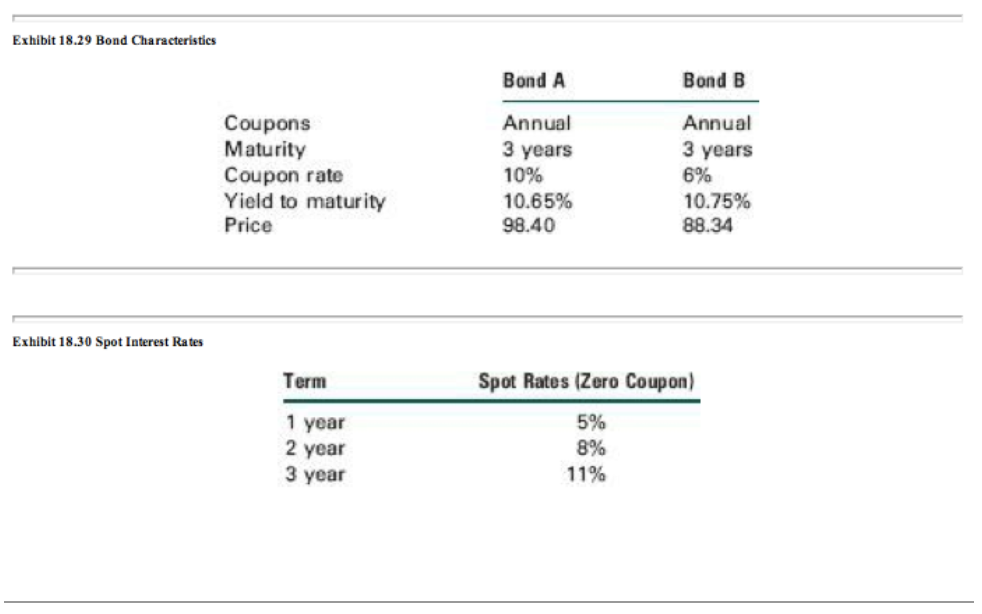 Exhibit 18.29 Bond Characteristics
Bond A Bond B
Coupons Annual Annual
Maturity 3 years 3 years
Coupon rate 10% 6%
Yield to maturity 10.65% 10.75%
Price 98.40 88.34
Exhibit 18.30 Spot Interest Rates
Term Spot Rates (Zero Coupon)
1 year 5%
2 year 8%
3 year 11%